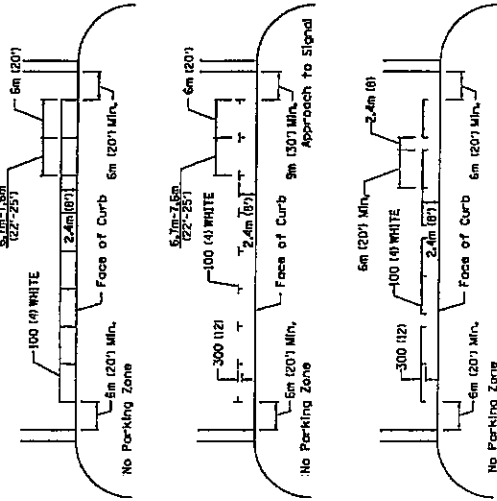 6.7m-7.6m
(22'-25')
6m (20')
100 (4) WHITE
2.4m (8')
Face of Curb
6m (20') Min.
6m (20') Min.
No Parking Zone
6.7m-7.6m
(22'-25')
6m (20')
100 (4) WHITE
300 (12)
2.4m (8')
Face of Curb
9m (30') Min.
Approach to Signal
6m (20') Min.
No Parking Zone
6m (20') Min.
2.4m (8)
100 (4) WHITE
300 (12)
2.4m (8')
Face of Curb
6m (20') Min.
6m (20') Min.
No Parking Zone